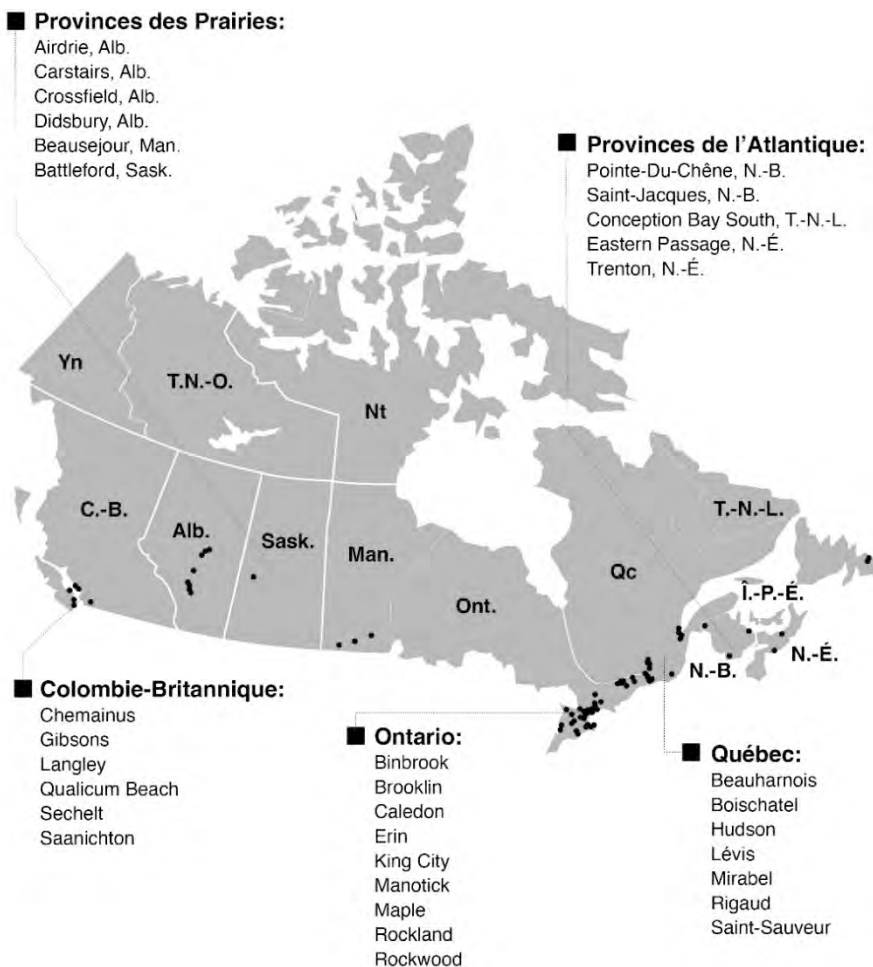 Provinces des Prairies:
Airdrie, Alb.
Carstairs, Alb.
Crossfield, Alb.
Didsbury, Alb.
Beausejour, Man.
Battleford, Sask.
Provinces de l'Atlantique:
Pointe-Du-Chêne, N.-B.
Saint-Jacques, N.-B.
Conception Bay South, T.-N.-L.
Eastern Passage, N.-É.
Trenton, N.-É.
Yn
T.N.-O.
Nt
C.-B.
Alb.
Sask.
Man.
Ont.
Qc
T.-N.-L.
Î.-P.-É.
N.-B.
N.-É.
Colombie-Britannique:
Chemainus
Gibsons
Langley
Qualicum Beach
Sechelt
Saanichton
Ontario:
Binbrook
Brooklin
Caledon
Erin
King City
Manotick
Maple
Rockland
Rockwood
Québec:
Beauharnois
Boischatel
Hudson
Lévis
Mirabel
Rigaud
Saint-Sauveur